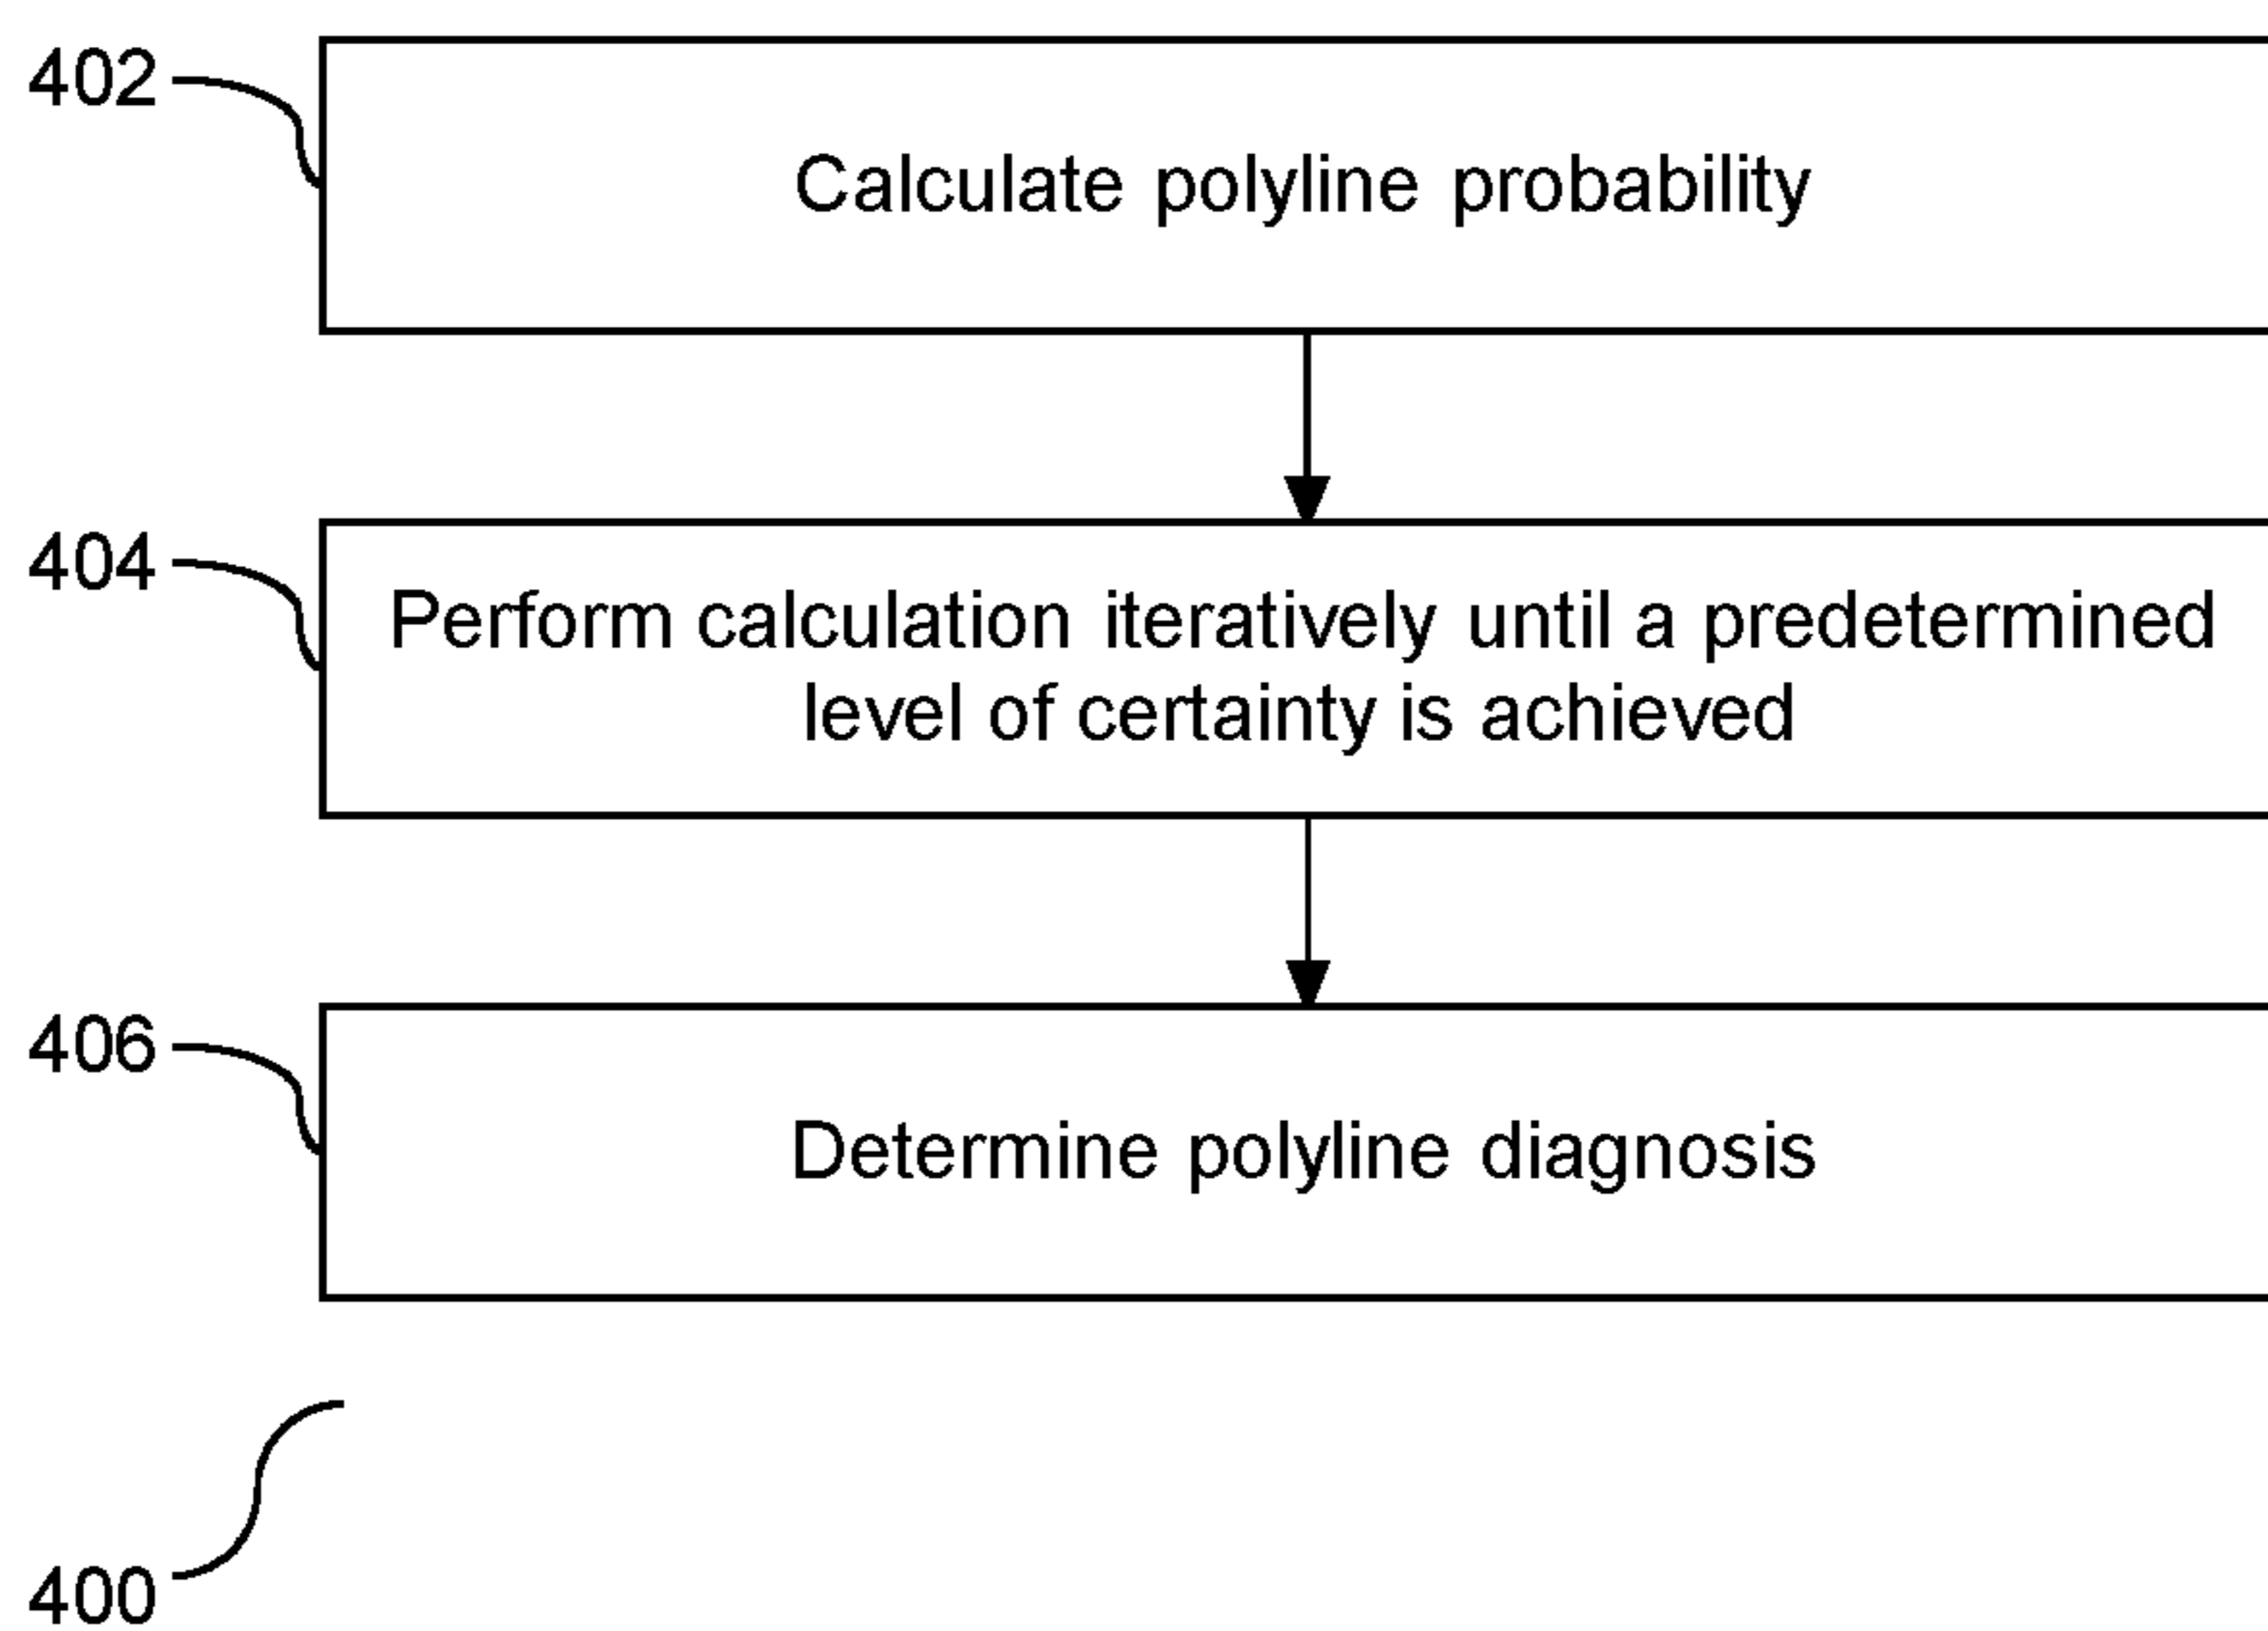 402
Calculate polyline probability
404
Perform calculation iteratively until a predetermined
level of certainty is achieved
406
Determine polyline diagnosis
400